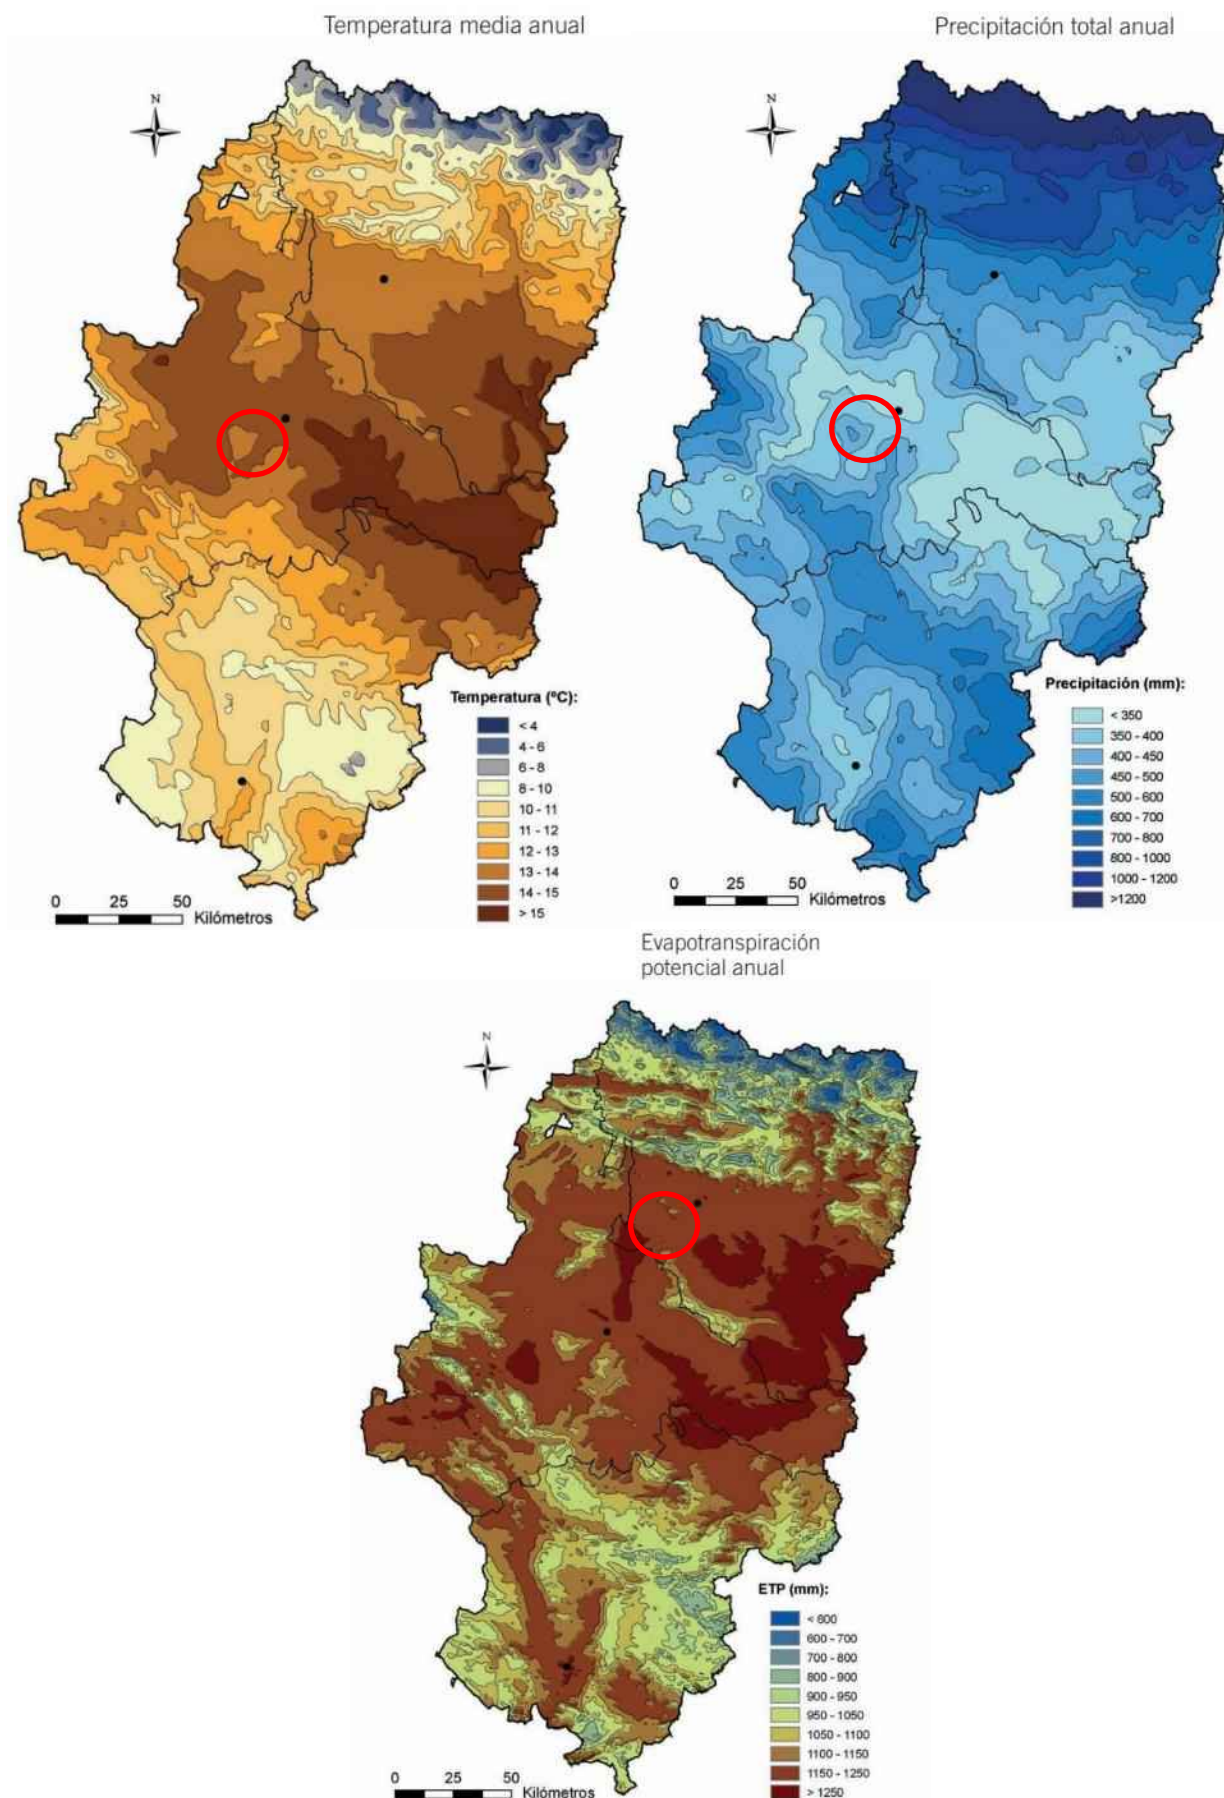 Temperatura media anual
N
Temperatura (ºC):
< 4
4 - 6
6 - 8
8 - 10
10 - 11
11 - 12
12 - 13
13 - 14
14 - 15
> 15
0 25 50
Kilómetros
Precipitación total anual
N
Precipitación (mm):
< 350
350 - 400
400 - 450
450 - 500
500 - 600
600 - 700
700 - 800
800 - 1000
1000 - 1200
>1200
0 25 50
Kilómetros
Evapotranspiración
potencial anual
N
ETP (mm):
< 600
600 - 700
700 - 800
800 - 900
900 - 950
950 - 1050
1050 - 1100
1100 - 1150
1150 - 1250
> 1250
0 25 50
Kilómetros